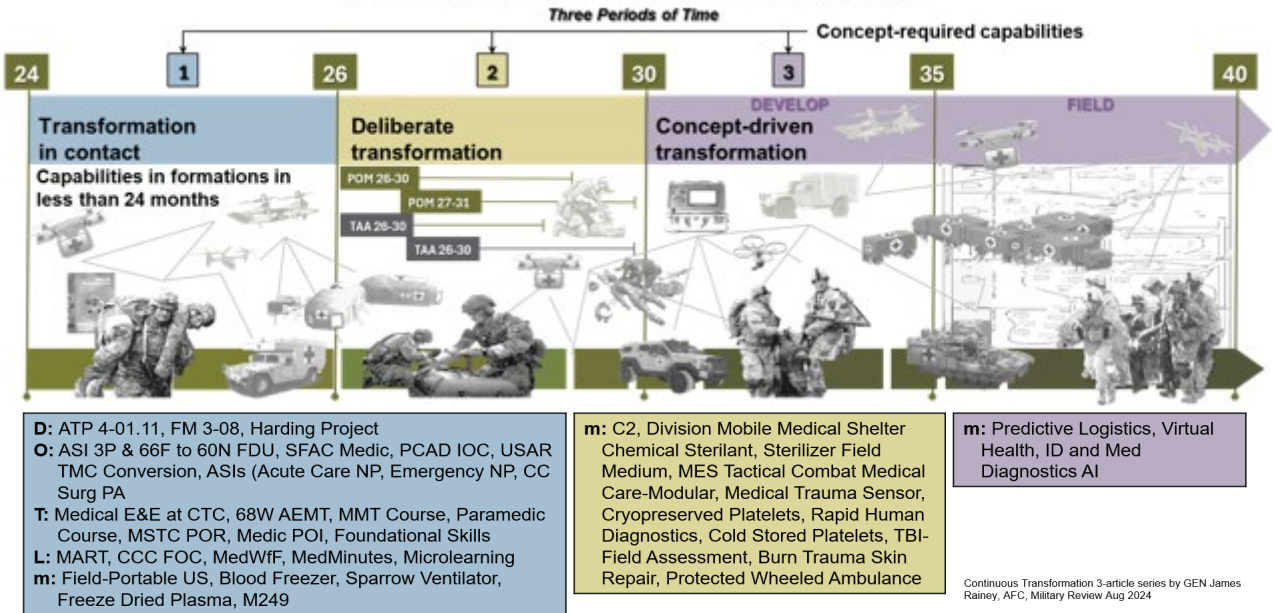 Three Periods of Time
Concept-required capabilities
24
1
26
2
30
3
35
40
DEVELOP
FIELD
Transformation
in contact
Deliberate
transformation
Concept-driven
transformation
Capabilities in formations in
less than 24 months
POM 26-30
POM 27-31
TAA 26-30
TAA 26-30
D: ATP 4-01.11, FM 3-08, Harding Project
O: ASI 3P & 66F to 60N FDU, SFAC Medic, PCAD IOC, USAR
TMC Conversion, ASIs (Acute Care NP, Emergency NP, CC
Surg PA
T: Medical E&E at CTC, 68W AEMT, MMT Course, Paramedic
Course, MSTC POR, Medic POI, Foundational Skills
L: MART, CCC FOC, MedWfF, MedMinutes, Microlearning
m: Field-Portable US, Blood Freezer, Sparrow Ventilator,
Freeze Dried Plasma, M249
m: C2, Division Mobile Medical Shelter
Chemical Sterilant, Sterilizer Field
Medium, MES Tactical Combat Medical
Care-Modular, Medical Trauma Sensor,
Cryopreserved Platelets, Rapid Human
Diagnostics, Cold Stored Platelets, TBI-
Field Assessment, Burn Trauma Skin
Repair, Protected Wheeled Ambulance
m: Predictive Logistics, Virtual
Health, ID and Med
Diagnostics AI
Continuous Transformation 3-article series by GEN James
Rainey, AFC, Military Review Aug 2024